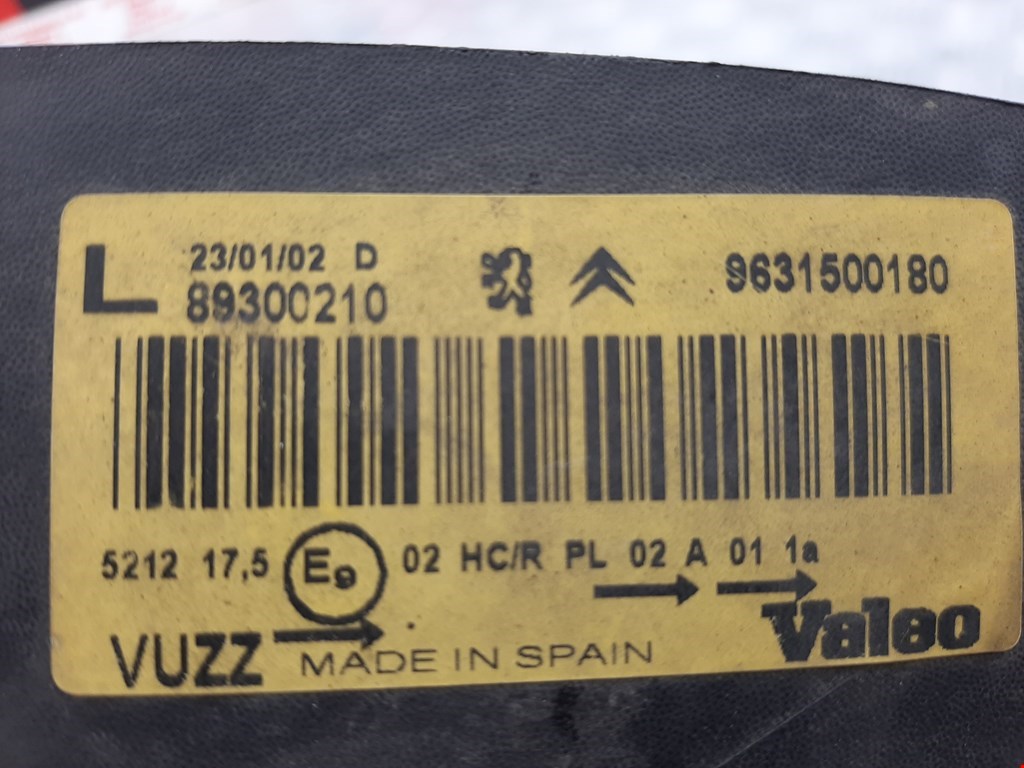 L 23/01/02 D 9631500180
89300210
5212 17,5 E9 02 HC/R PL 02 A 01 1a
VUZZ MADE IN SPAIN Valeo